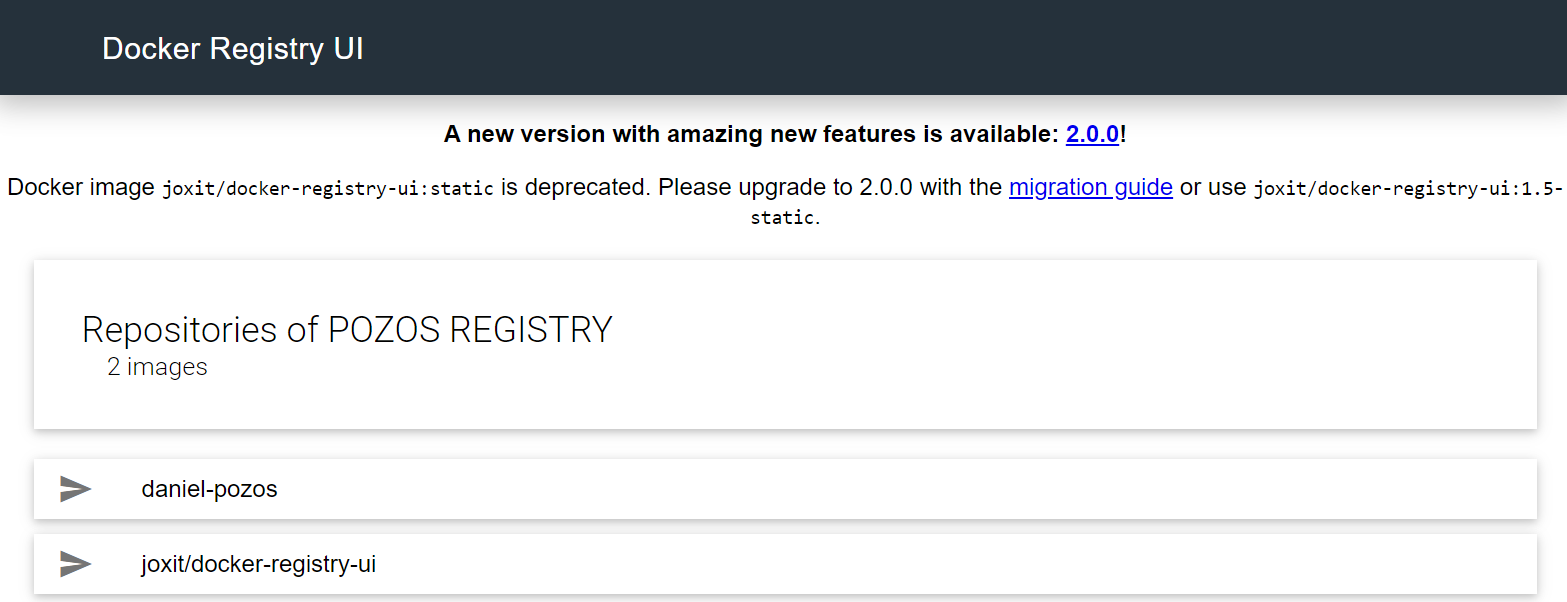 Docker Registry UI
A new version with amazing new features is available: 2.0.0!
Docker image joxit/docker-registry-ui:static is deprecated. Please upgrade to 2.0.0 with the migration guide or use joxit/docker-registry-ui:1.5-
static.
Repositories of POZOS REGISTRY
2 images
daniel-pozos
joxit/docker-registry-ui